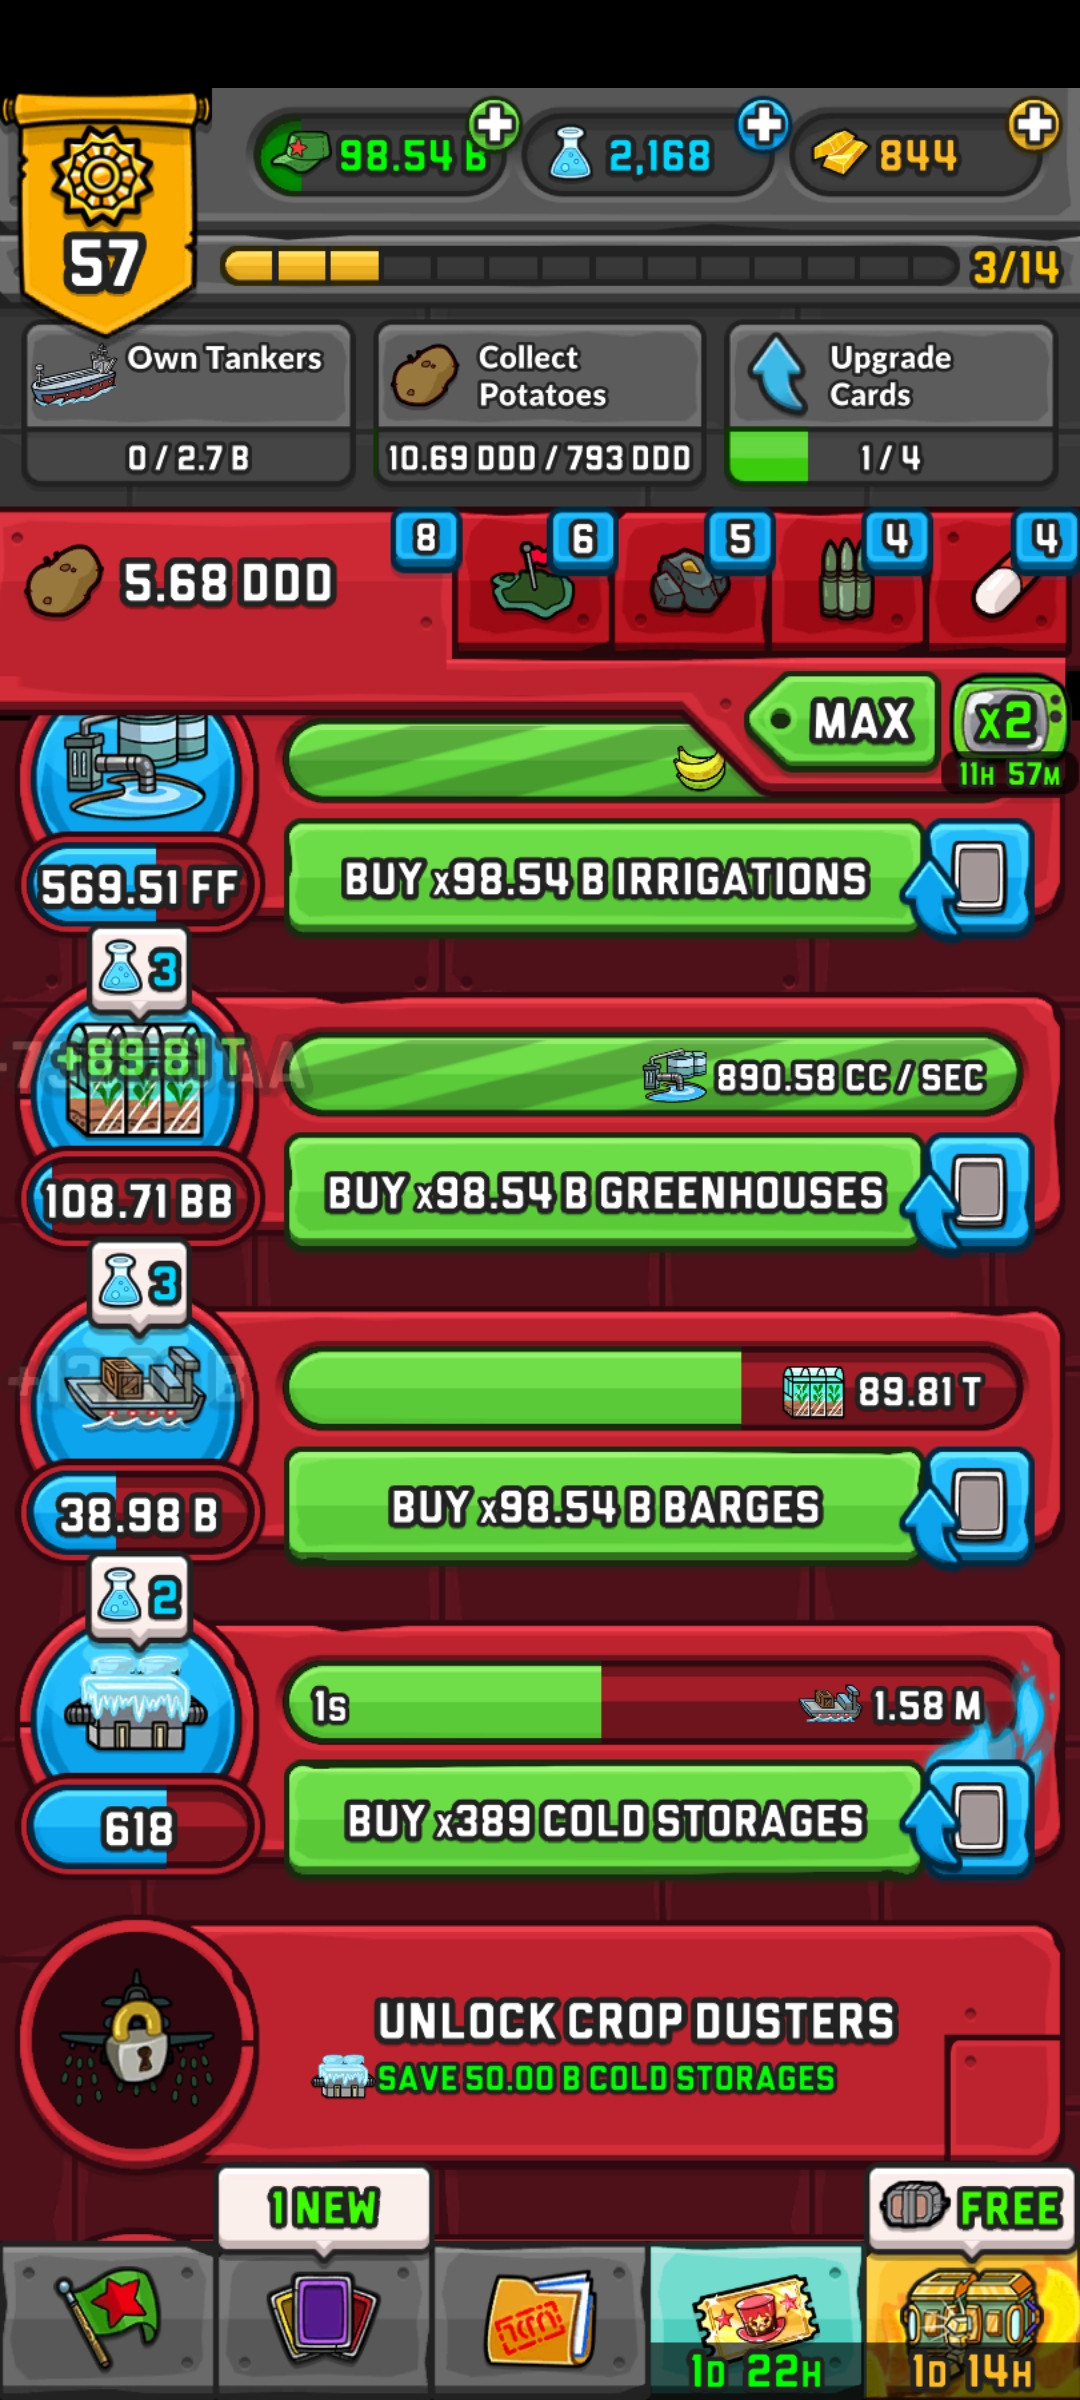 98.54 B
2,168
844
57
3/14
Own Tankers
0 / 2.7 B
Collect
Potatoes
10.69 DDD / 793 DDD
Upgrade
Cards
1 / 4
5.68 DDD
8
6
5
4
4
MAX
x2
11H 57M
569.51 FF
BUY x98.54 B IRRIGATIONS
3
+89.81 T
890.58 CC / SEC
108.71 BB
BUY x98.54 B GREENHOUSES
3
89.81 T
38.98 B
BUY x98.54 B BARGES
2
1s
1.58 M
618
BUY x389 COLD STORAGES
UNLOCK CROP DUSTERS
SAVE 50.00 B COLD STORAGES
1 NEW
FREE
1D 22H
1D 14H